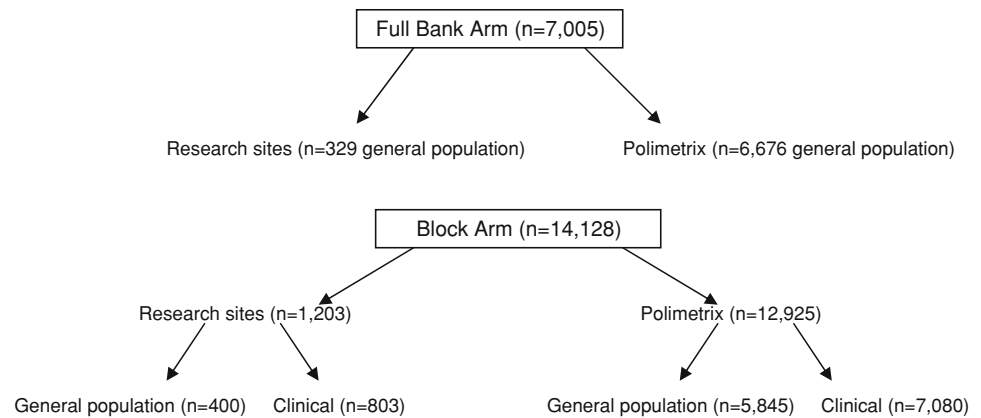 Full Bank Arm (n=7,005)
Research sites (n=329 general population)
Polimetrix (n=6,676 general population)
Block Arm (n=14,128)
Research sites (n=1,203)
Polimetrix (n=12,925)
General population (n=400)
Clinical (n=803)
General population (n=5,845)
Clinical (n=7,080)